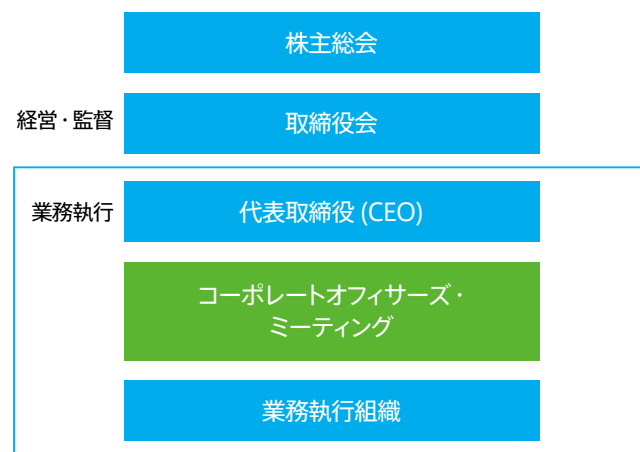 株主総会
経営・監督
取締役会
業務執行
代表取締役 (CEO)
コーポレートオフィサーズ・
ミーティング
業務執行組織